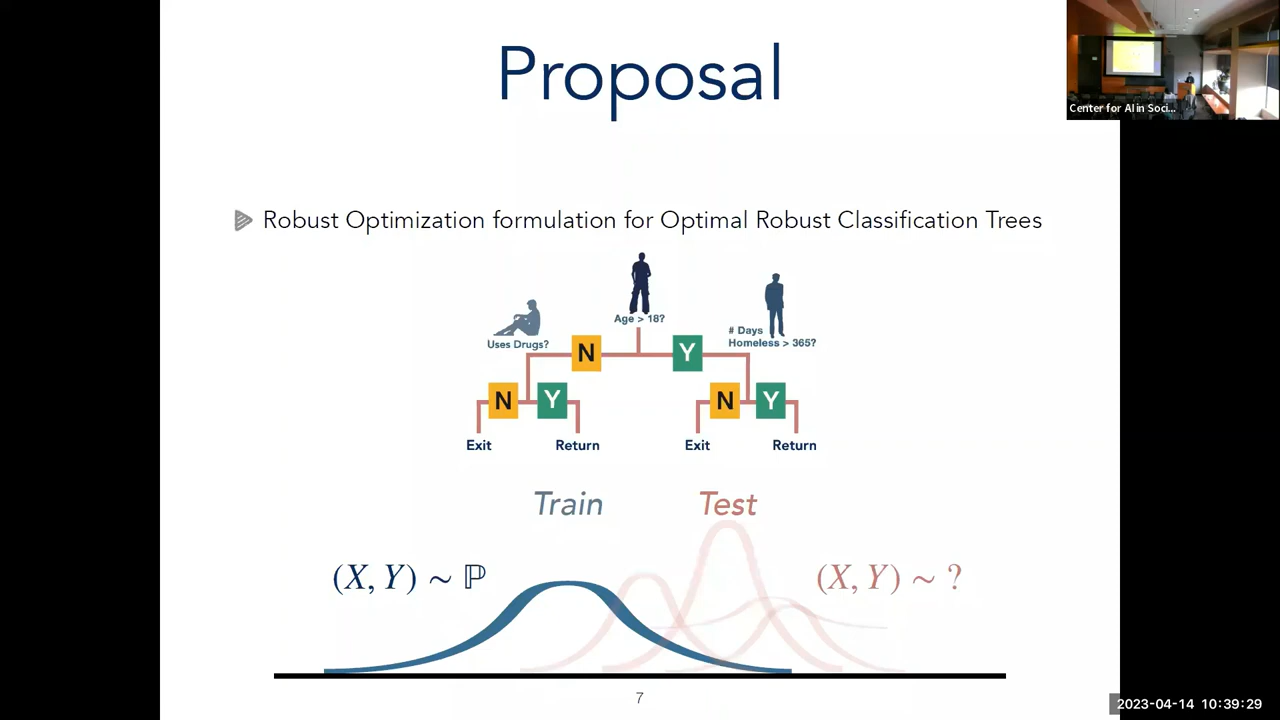 Proposal
Center for AI in Soci...
Robust Optimization formulation for Optimal Robust Classification Trees
Age > 18?
Uses Drugs?
# Days
Homeless > 365?
N Y
N Y N Y
Exit Return Exit Return
Train Test
(X, Y) ~ ℙ (X, Y) ~ ?
7
2023-04-14 10:39:29